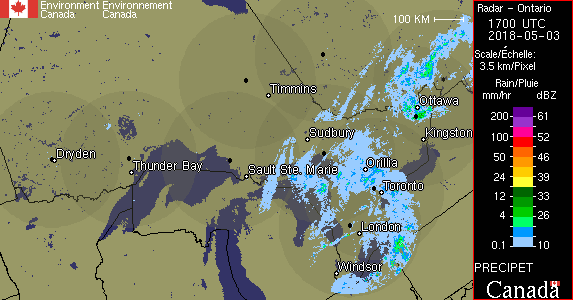 Environment Environnement
Canada Canada
100 KM
Timmins
Ottawa
Sudbury
Kingston
Dryden
Thunder Bay
Sault Ste. Marie
Orillia
Toronto
London
Windsor
Radar - Ontario
1700 UTC
2018-05-03
Scale/Échelle:
3.5 km/Pixel
Rain/Pluie
mm/hr dBZ
200 61
100 52
50 46
24 39
12 33
4 26
0.1 10
PRECIPET
Canada